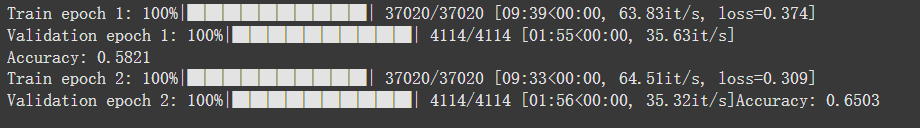 Train epoch 1: 100%|██████████████| 37020/37020 [09:39<00:00, 63.83it/s, loss=0.374]
Validation epoch 1: 100%|██████████████| 4114/4114 [01:55<00:00, 35.63it/s]
Accuracy: 0.5821
Train epoch 2: 100%|██████████████| 37020/37020 [09:33<00:00, 64.51it/s, loss=0.309]
Validation epoch 2: 100%|██████████████| 4114/4114 [01:56<00:00, 35.32it/s]Accuracy: 0.6503